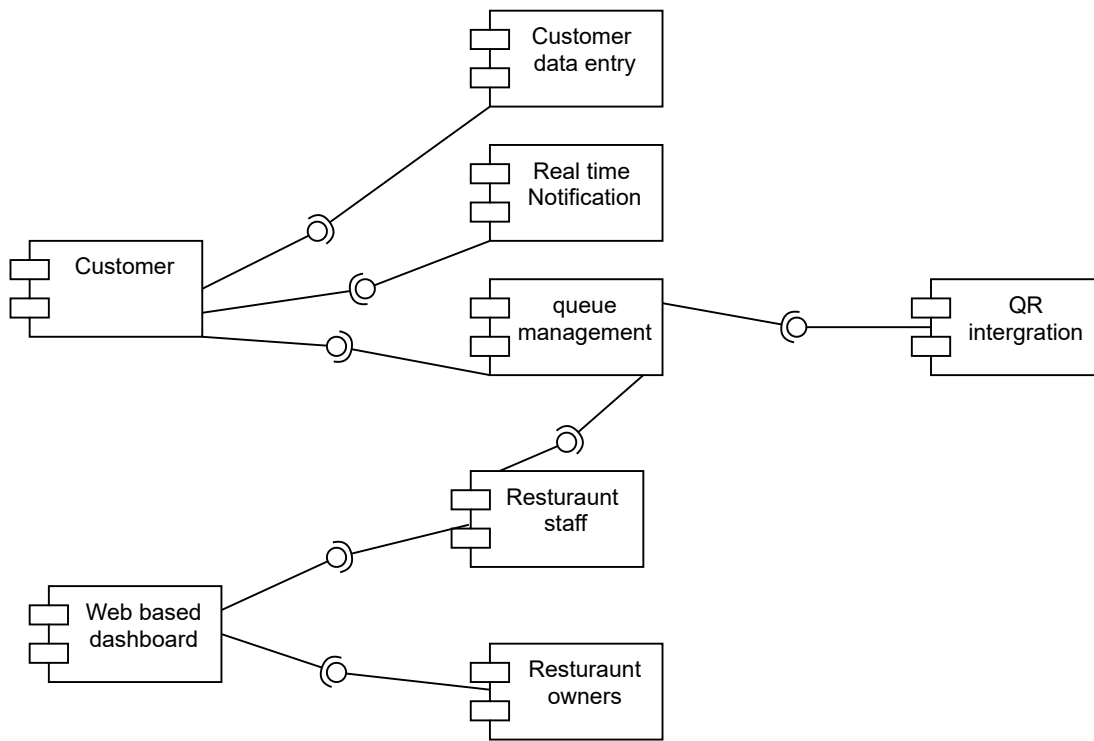 Customer
data entry
Real time
Notification
Customer
queue
management
QR
intergration
Resturaunt
staff
Web based
dashboard
Resturaunt
owners